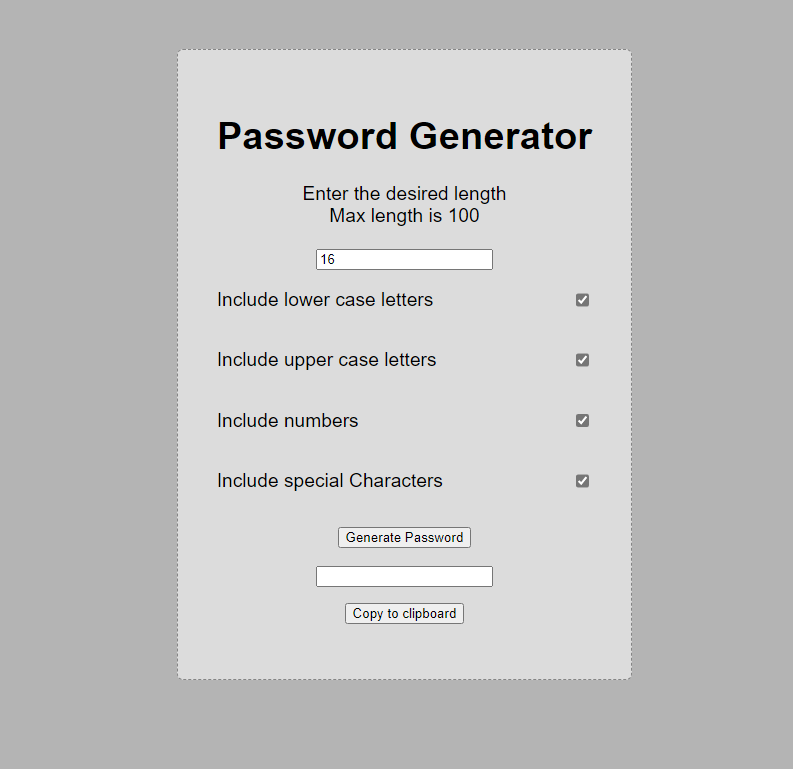 Password Generator
Enter the desired length
Max length is 100
16
Include lower case letters
Include upper case letters
Include numbers
Include special Characters
Generate Password
Copy to clipboard